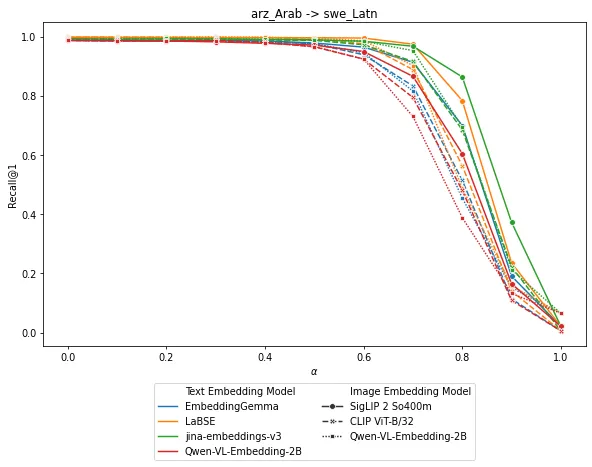 arz_Arab -> swe_Latn
Recall@1
1.0
0.8
0.6
0.4
0.2
0.0
0.0 0.2 0.4 0.6 0.8 1.0
α
Text Embedding Model
EmbeddingGemma
LaBSE
jina-embeddings-v3
Qwen-VL-Embedding-2B
Image Embedding Model
SigLIP 2 So400m
CLIP ViT-B/32
Qwen-VL-Embedding-2B